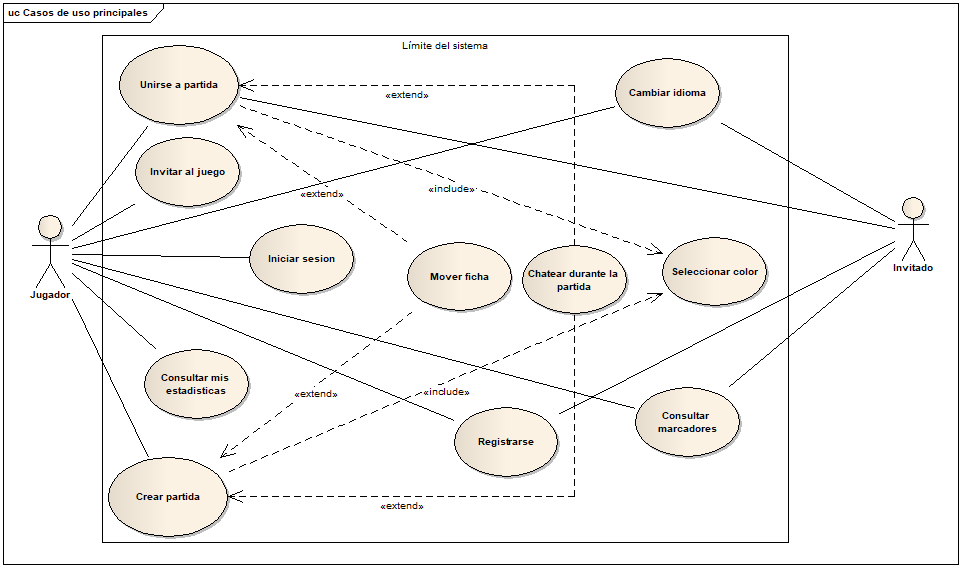 uc Casos de uso principales
Límite del sistema
Unirse a partida
Cambiar idioma
«extend»
Invitar al juego
«include»
«extend»
Iniciar sesion
Mover ficha
Chatear durante la
partida
Seleccionar color
Jugador
Invitado
Consultar mis
estadisticas
«extend»
«include»
Registrarse
Consultar
marcadores
Crear partida
«extend»